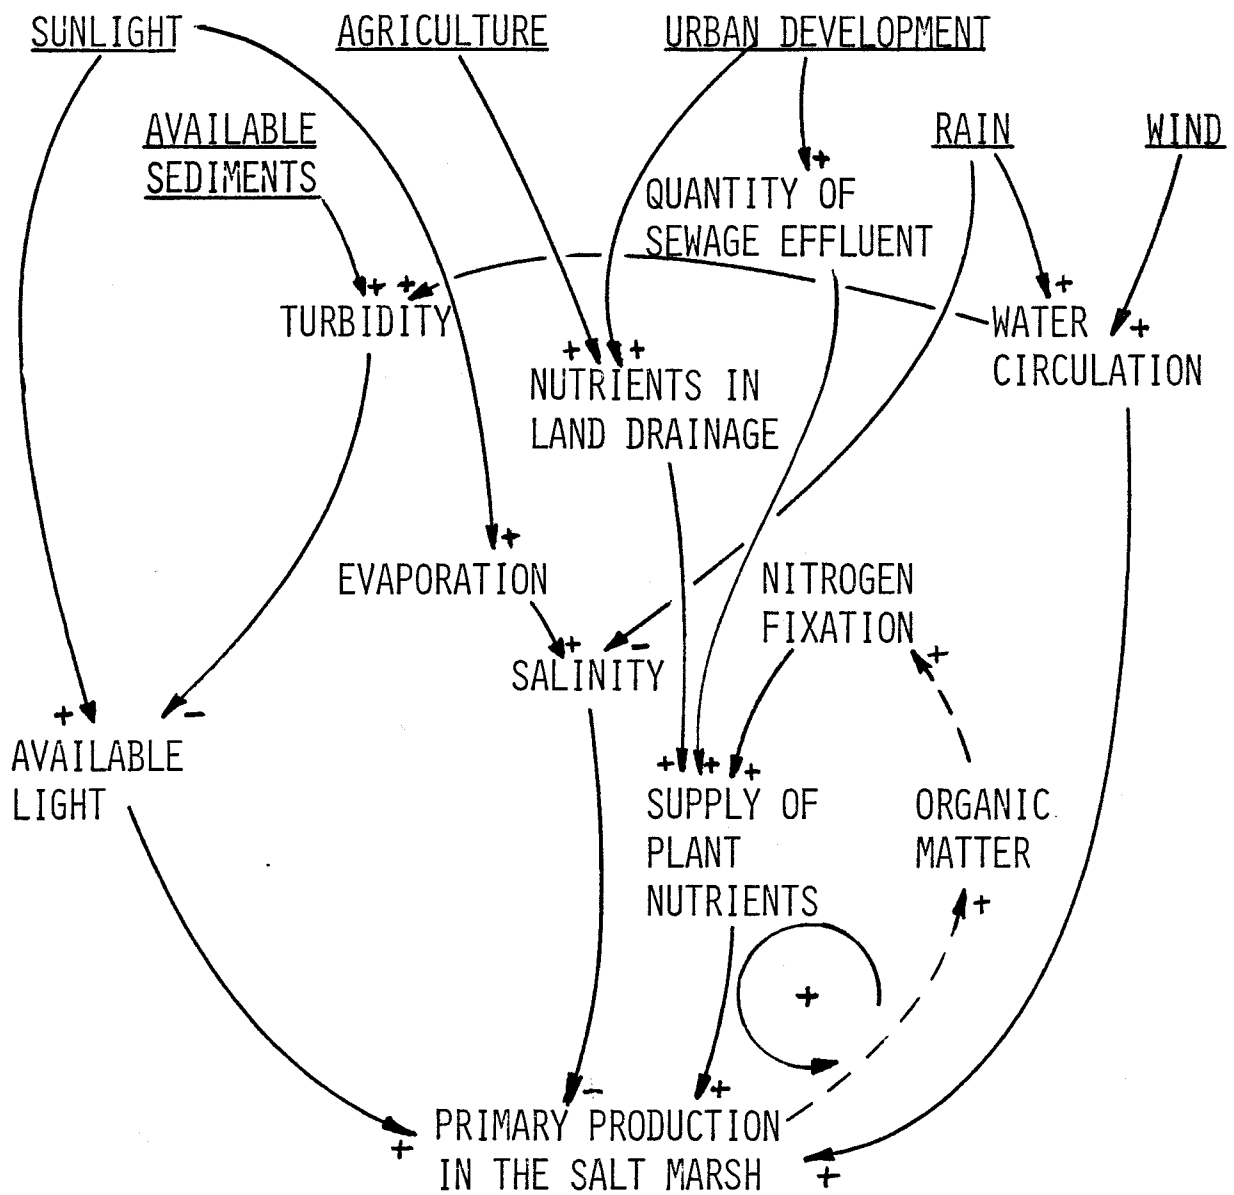 SUNLIGHT
AGRICULTURE
URBAN DEVELOPMENT
AVAILABLE
SEDIMENTS
RAIN
WIND
+
QUANTITY OF
SEWAGE EFFLUENT
+ +
TURBIDITY
+
+
WATER
CIRCULATION
+ +
NUTRIENTS IN
LAND DRAINAGE
+
EVAPORATION
NITROGEN
FIXATION
+ -
SALINITY
+
+ -
AVAILABLE
LIGHT
+ + +
SUPPLY OF
PLANT
NUTRIENTS
ORGANIC
MATTER
+
+
- +
PRIMARY PRODUCTION
IN THE SALT MARSH
+
+